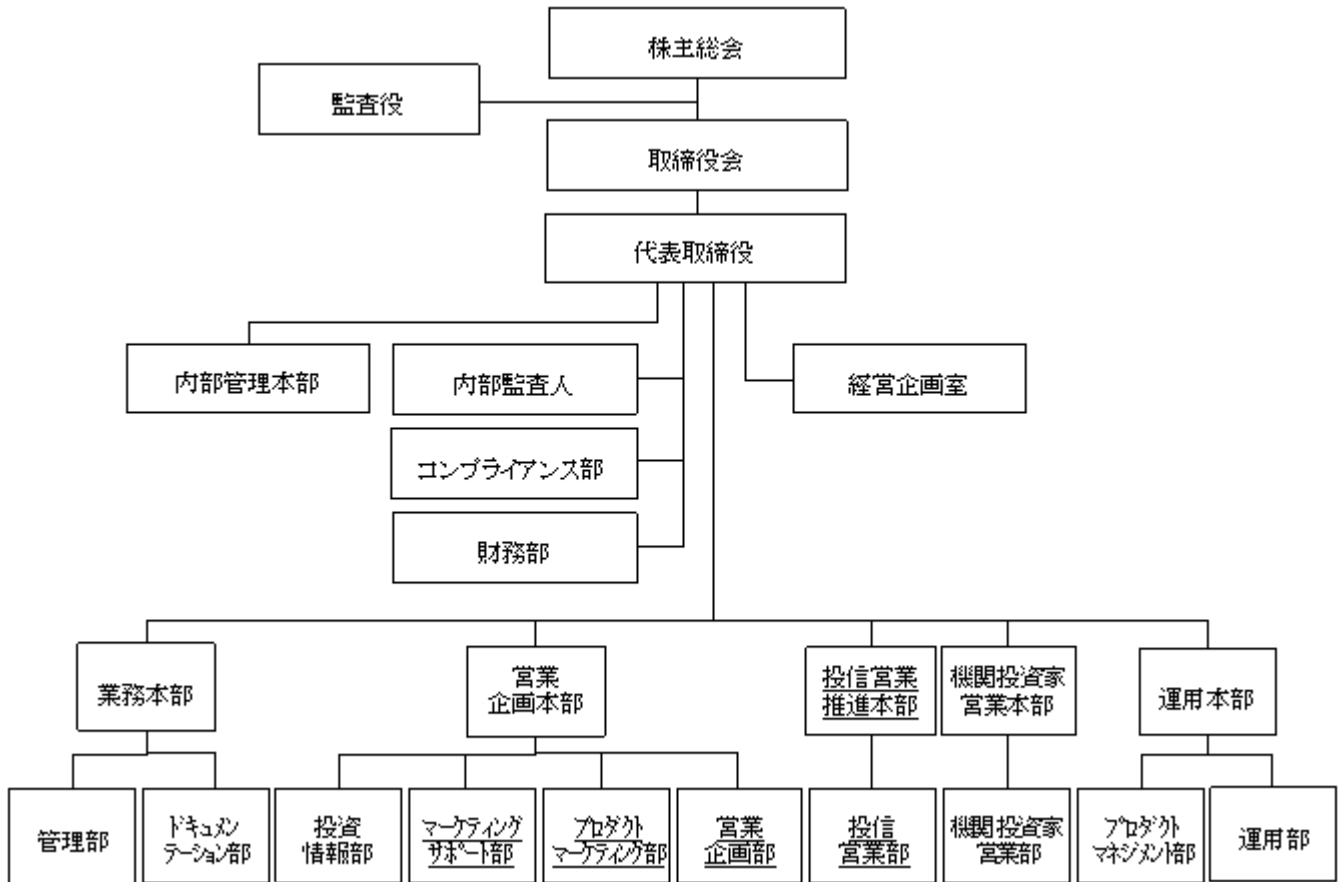 株主総会
監査役
取締役会
代表取締役
内部管理本部
内部監査人
経営企画室
コンプライアンス部
財務部
業務本部
営業
企画本部
投信営業
推進本部
機関投資家
営業本部
運用本部
管理部
ドキュメン
テーション部
投資
情報部
マーケティング
サポート部
プロダクト
マーケティング部
営業
企画部
投信
営業部
機関投資家
営業部
プロダクト
マネジメント部
運用部